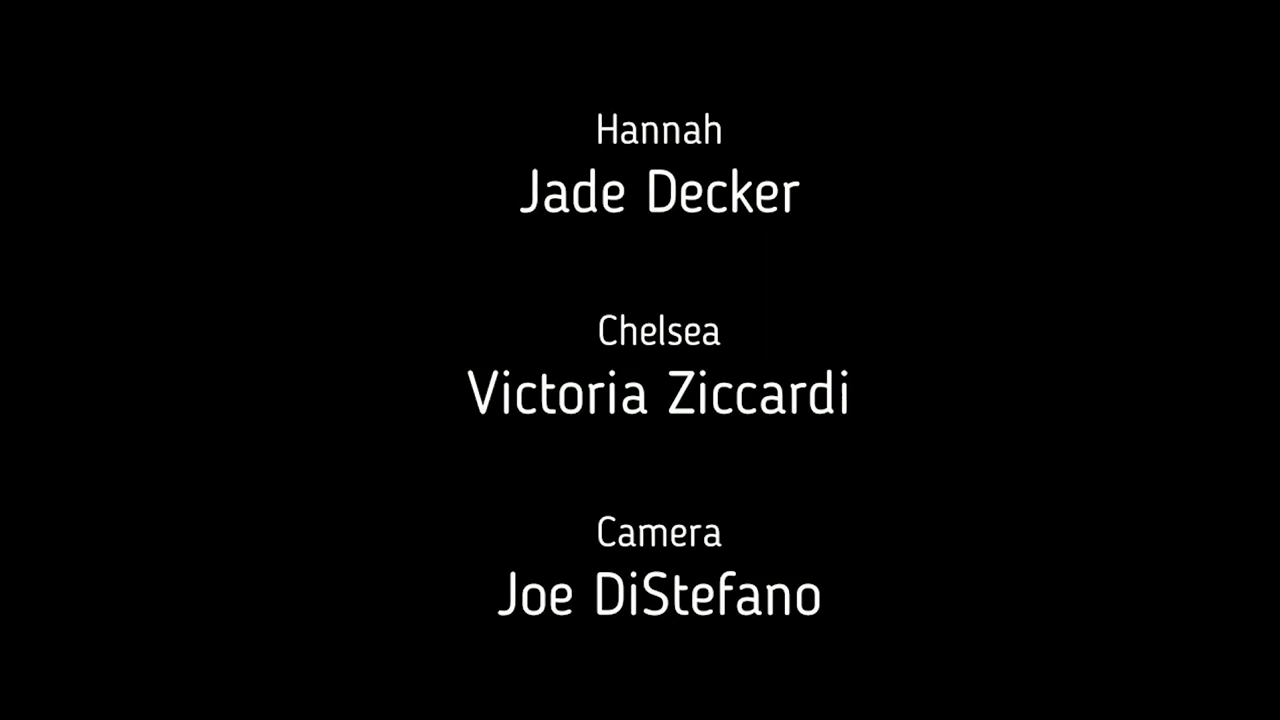 Hannah
Jade Decker
Chelsea
Victoria Ziccardi
Camera
Joe DiStefano